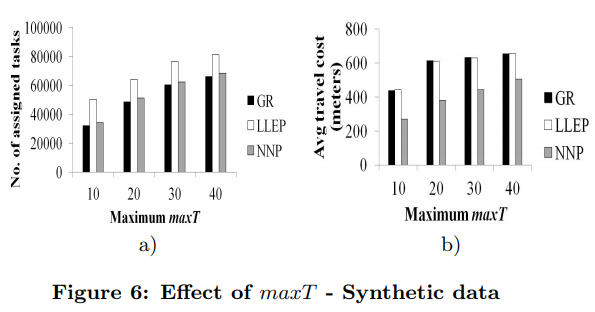 No. of assigned tasks
100000
80000
60000
40000
20000
0
10 20 30 40
Maximum maxT
GR
LLEP
NNP
a)
Avg travel cost
(meters)
800
600
400
200
0
10 20 30 40
Maximum maxT
GR
LLEP
NNP
b)
Figure 6: Effect of maxT - Synthetic data